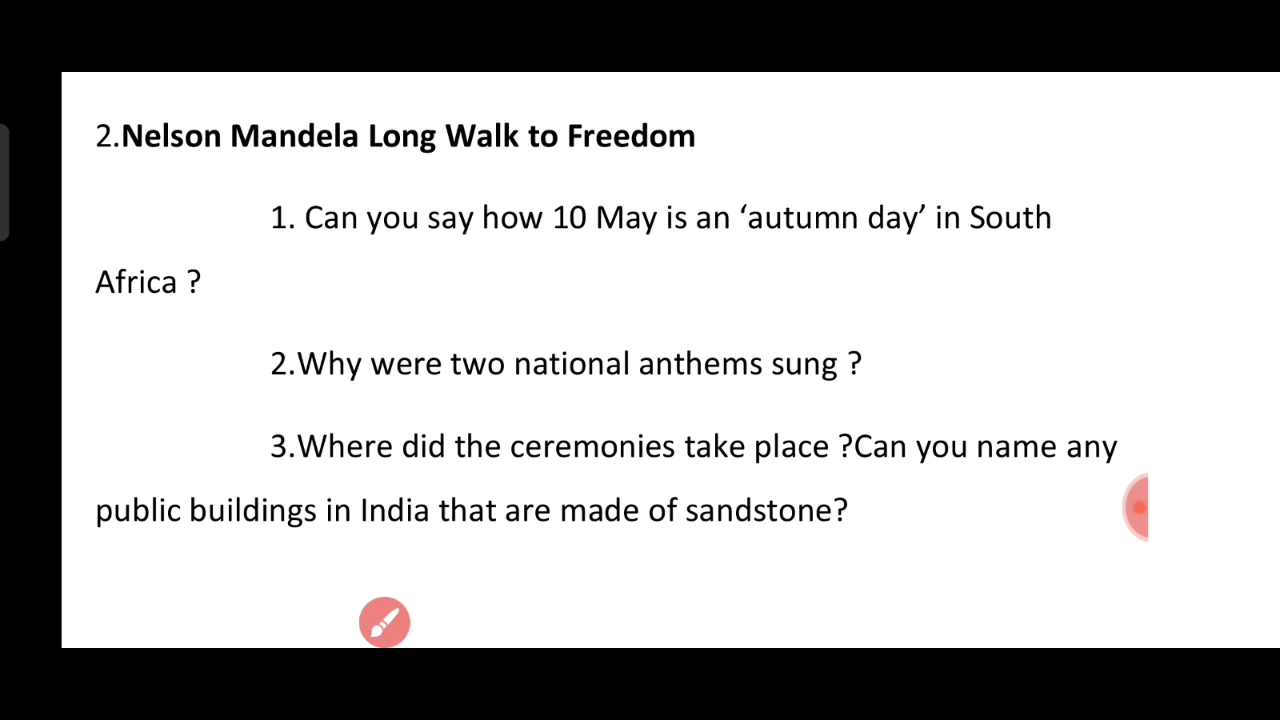 2.Nelson Mandela Long Walk to Freedom
1. Can you say how 10 May is an ‘autumn day’ in South
Africa ?
2.Why were two national anthems sung ?
3.Where did the ceremonies take place ?Can you name any
public buildings in India that are made of sandstone?